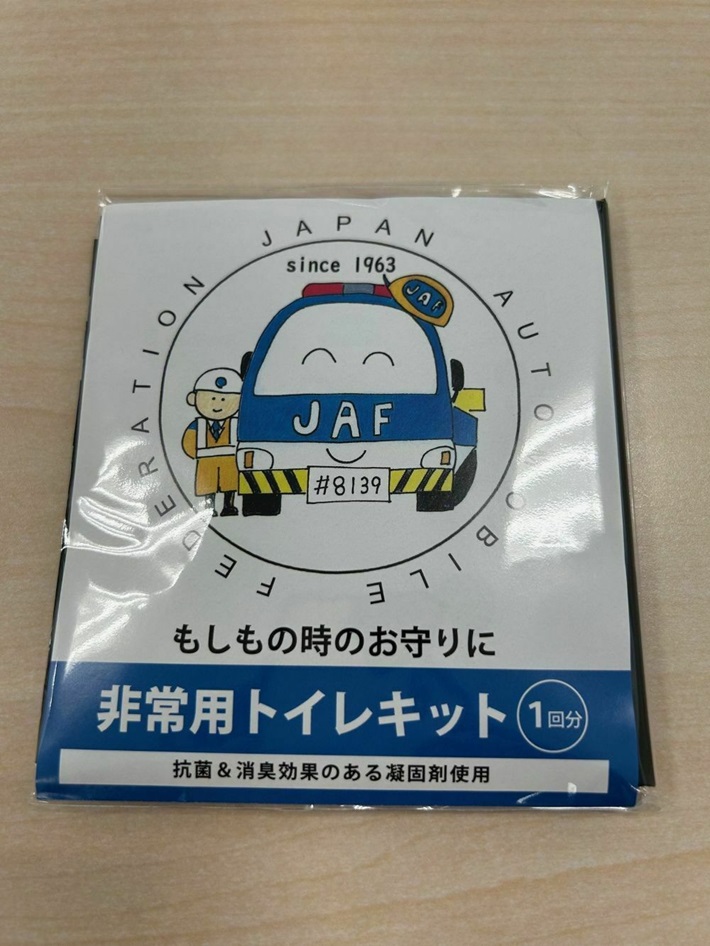 JAPAN AUTOMOBILE FEDERATION
since 1963
JAF
JAF
#8139
もしもの時のお守りに
非常用トイレキット 1回分
抗菌&消臭効果のある凝固剤使用